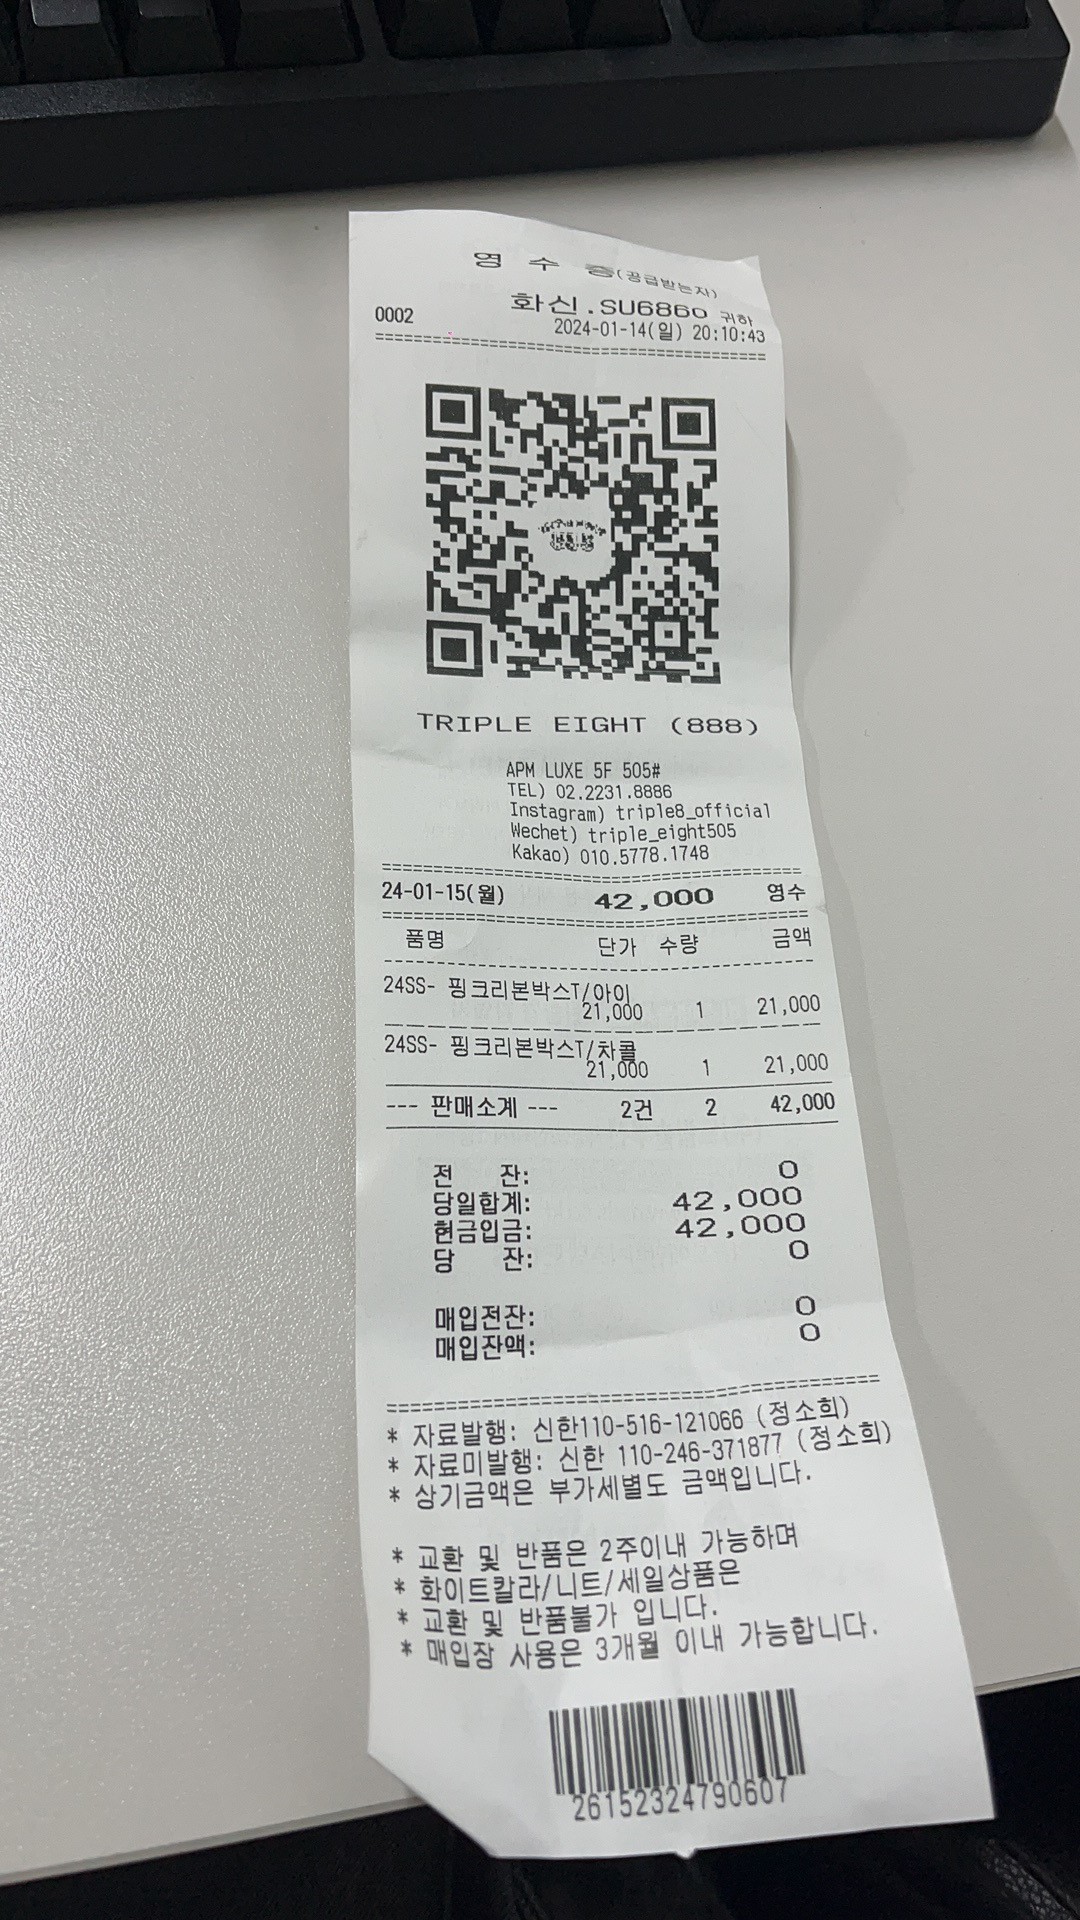 영 수 증(공급받는자)
화신.SU6860 귀하
0002 2024-01-14(일) 20:10:43
TRIPLE EIGHT (888)
APM LUXE 5F 505#
TEL) 02.2231.8886
Instagram) triple8_official
Wechet) triple_eight505
Kakao) 010.5778.1748
24-01-15(월) 42,000 영수
품명 단가 수량 금액
24SS- 핑크리본박스T/아이
21,000 1 21,000
24SS- 핑크리본박스T/차콜
21,000 1 21,000
--- 판매소계 --- 2건 2 42,000
전 잔: 0
당일합계: 42,000
현금입금: 42,000
당 잔: 0
매입전잔: 0
매입잔액: 0
* 자료발행: 신한110-516-121066 (정소희)
* 자료미발행: 신한 110-246-371877 (정소희)
* 상기금액은 부가세별도 금액입니다.
* 교환 및 반품은 2주이내 가능하며
* 화이트칼라/니트/세일상품은
* 교환 및 반품불가 입니다.
* 매입장 사용은 3개월 이내 가능합니다.
26152324790607